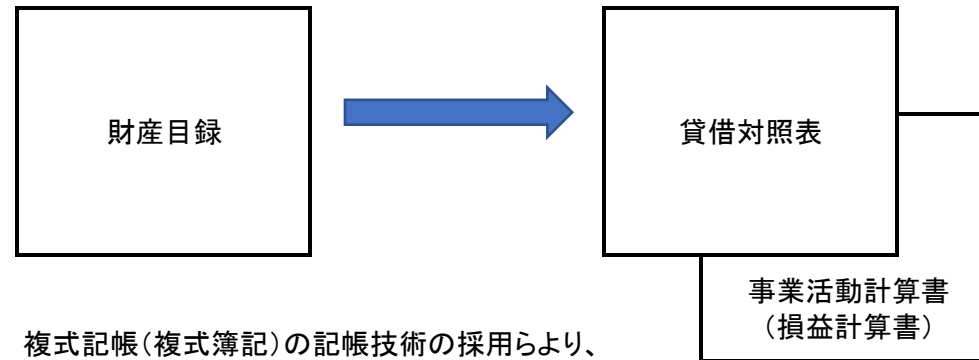 財産目録
貸借対照表
事業活動計算書
（損益計算書）
複式記帳（複式簿記）の記帳技術の採用らより、